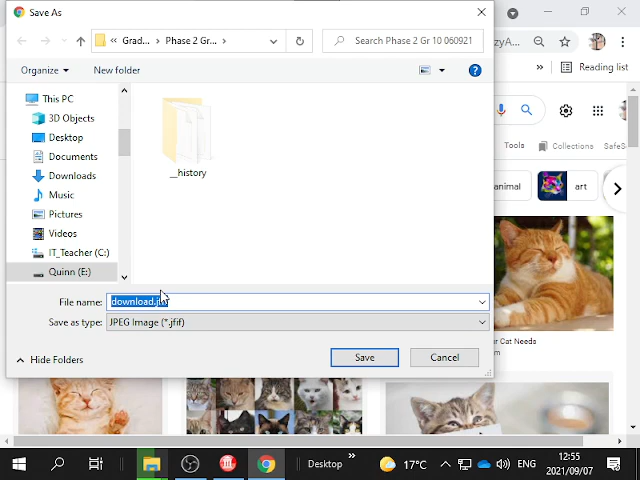 Save As
« Grad... › Phase 2 Gr... ›
Search Phase 2 Gr 10 060921
zyA...
Reading list
Organize
New folder
This PC
3D Objects
Desktop
Documents
Downloads
Music
Pictures
Videos
IT_Teacher (C:)
Quinn (E:)
__history
Tools
Collections
SafeS
animal
art
File name:
Save as type: JPEG Image (*.jfif)
Hide Folders
Save
Cancel
ur Cat Needs
Desktop
17°C
ENG
12:55
2021/09/07